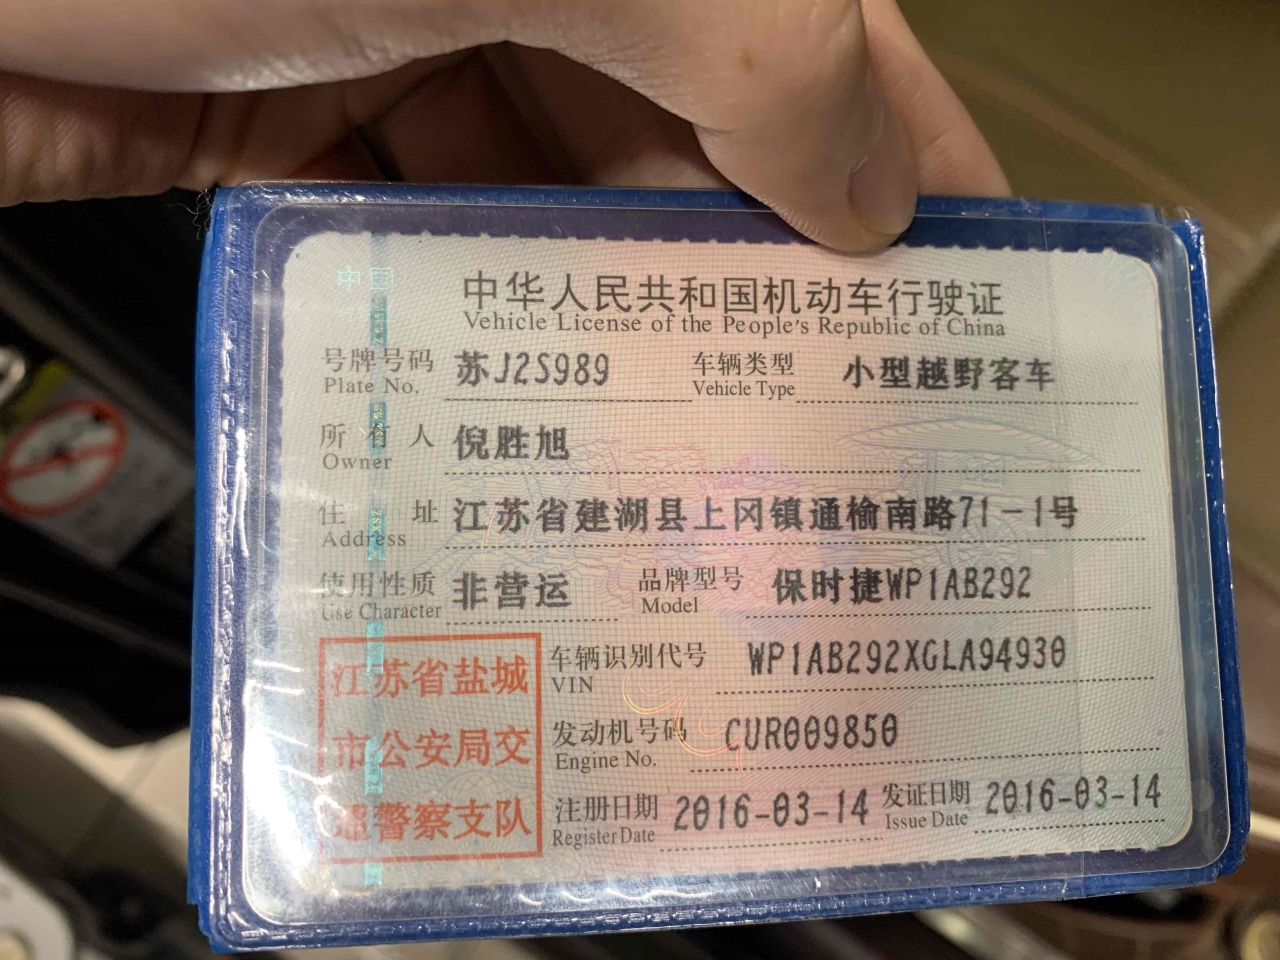 中国
中华人民共和国机动车行驶证
Vehicle License of the People's Republic of China
号牌号码 苏J2S989 车辆类型 小型越野客车
Plate No. Vehicle Type
所有人 倪胜旭
Owner
住址 江苏省建湖县上冈镇通榆南路71－1号
Address
使用性质 非营运 品牌型号 保时捷WP1AB292
Use Character Model
江苏省盐城
市公安局交
通警察支队
车辆识别代号 WP1AB292XGLA94930
VIN
发动机号码 CUR009850
Engine No.
注册日期 2016-03-14 发证日期 2016-03-14
Register Date Issue Date